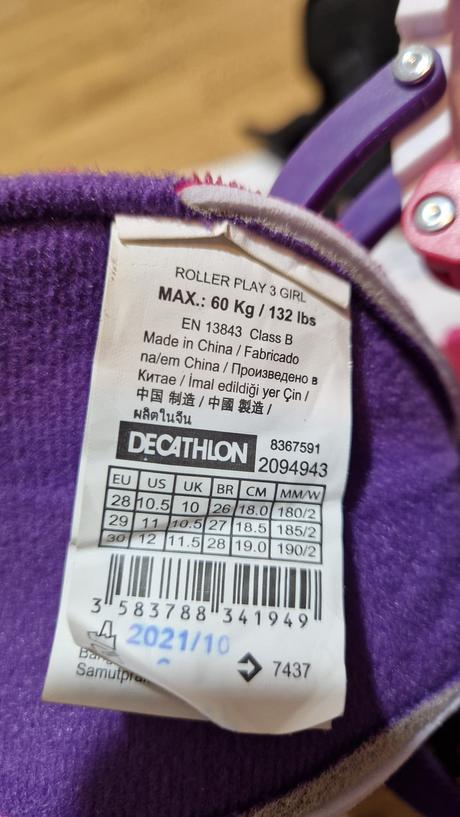 ROLLER PLAY 3 GIRL
MAX.: 60 Kg / 132 lbs
EN 13843 Class B
Made in China / Fabricado
na/em China / Произведено в
Китае / İmal edildiği yer Çin /
中国 制造 / 中國 製造 /
ผลิตในจีน
DECATHLON 8367591
2094943
EU US UK BR CM MM/W
28 10.5 10 26 18.0 180/2
29 11 10.5 27 18.5 185/2
30 12 11.5 28 19.0 190/2
3 583788 341949
2021/10
7437